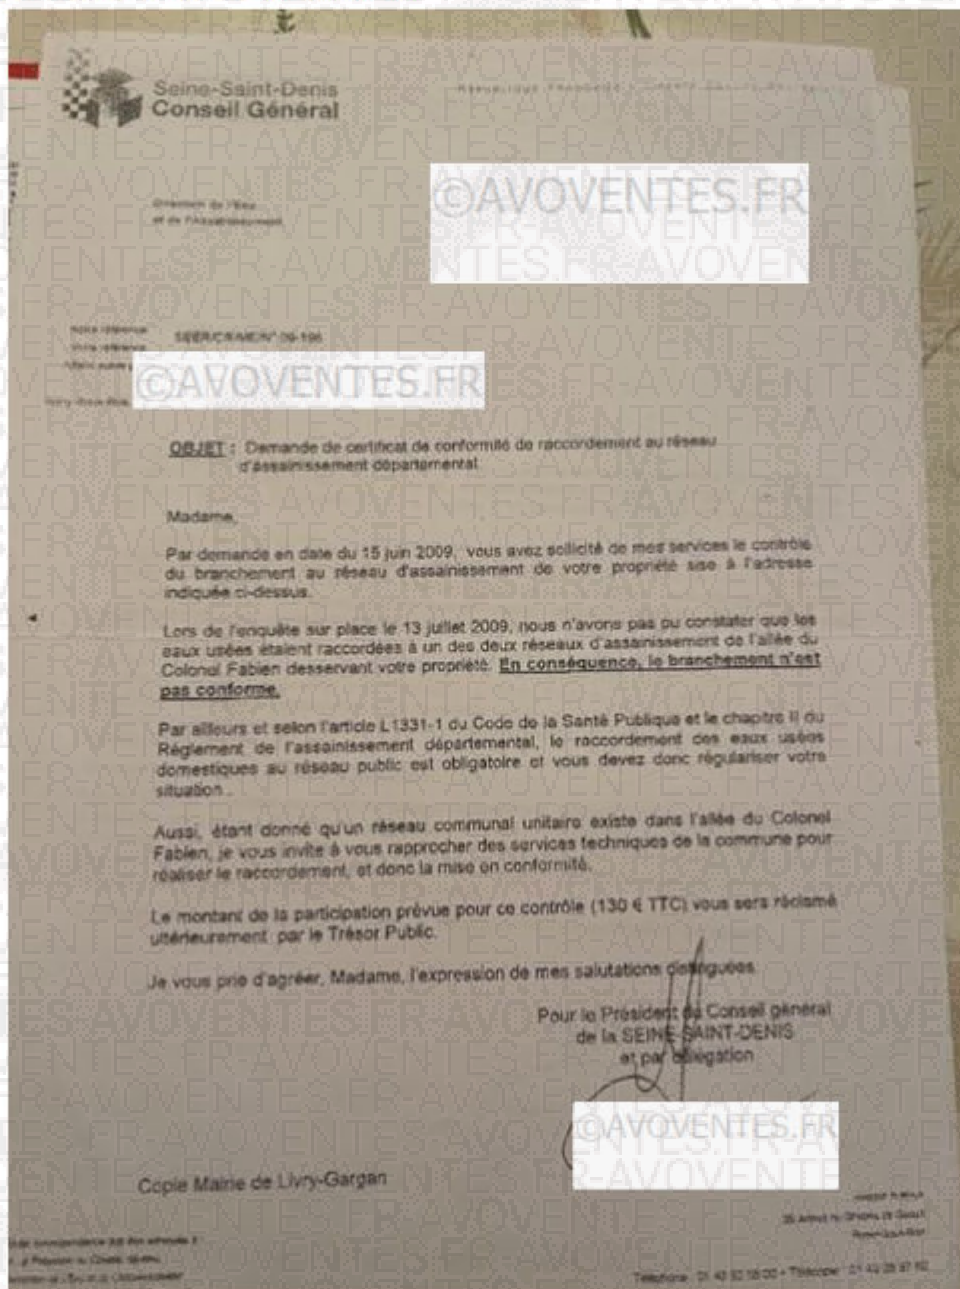 Seine-Saint-Denis
Conseil Général
Direction de l'Eau
et de l'Assainissement
©AVOVENTES.FR
Notre référence
Votre référence
©AVOVENTES.FR
OBJET : Demande de certificat de conformité de raccordement au réseau
d'assainissement départemental
Madame,
Par demande en date du 15 juin 2009, vous avez sollicité de mes services le contrôle
du branchement au réseau d'assainissement de votre propriété sise à l'adresse
indiquée ci-dessus.
Lors de l'enquête sur place le 13 juillet 2009, nous n'avons pas pu constater que les
eaux usées étaient raccordées à un des deux réseaux d'assainissement de l'allée du
Colonel Fabien desservant votre propriété. En conséquence, le branchement n'est
pas conforme.
Par ailleurs et selon l'article L1331-1 du Code de la Santé Publique et le chapitre II du
Règlement de l'assainissement départemental, le raccordement des eaux usées
domestiques au réseau public est obligatoire et vous devez donc régulariser votre
situation.
Aussi, étant donné qu'un réseau communal unitaire existe dans l'allée du Colonel
Fabien, je vous invite à vous rapprocher des services techniques de la commune pour
réaliser le raccordement, et donc la mise en conformité.
Le montant de la participation prévue pour ce contrôle (130 € TTC) vous sera réclamé
ultérieurement par le Trésor Public.
Je vous prie d'agréer, Madame, l'expression de mes salutations distinguées.
Pour le Président du Conseil général
de la SEINE-SAINT-DENIS
et par délégation
©AVOVENTES.FR
Copie Mairie de Livry-Gargan